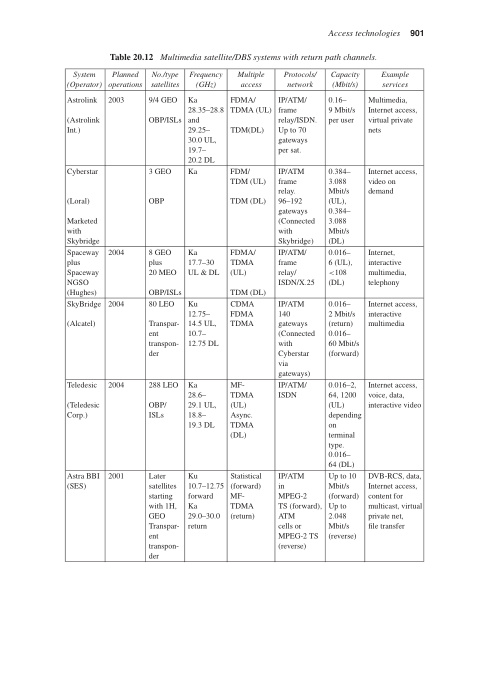 Access technologies 901
Table 20.12 Multimedia satellite/DBS systems with return path channels.
System Planned No./type Frequency Multiple Protocols/ Capacity Example
(Operator) operations satellites (GHz) access network (Mbit/s) services
Astrolink 2003 9/4 GEO Ka FDMA/ IP/ATM/ 0.16– Multimedia,
28.35–28.8 TDMA (UL) frame 9 Mbit/s Internet access,
(Astrolink OBP/ISLs and relay/ISDN. per user virtual private
Int.) 29.25– TDM(DL) Up to 70 nets
30.0 UL, gateways
19.7– per sat.
20.2 DL
Cyberstar 3 GEO Ka FDM/ IP/ATM 0.384– Internet access,
TDM (UL) frame 3.088 video on
relay. Mbit/s demand
(Loral) OBP TDM (DL) 96–192 (UL),
gateways 0.384–
Marketed (Connected 3.088
with with Mbit/s
Skybridge Skybridge) (DL)
Spaceway 2004 8 GEO Ka FDMA/ IP/ATM/ 0.016– Internet,
plus plus 17.7–30 TDMA frame 6 (UL), interactive
Spaceway 20 MEO UL & DL (UL) relay/ <108 multimedia,
NGSO ISDN/X.25 (DL) telephony
(Hughes) OBP/ISLs TDM (DL)
SkyBridge 2004 80 LEO Ku CDMA IP/ATM 0.016– Internet access,
12.75– FDMA 140 2 Mbit/s interactive
(Alcatel) Transpar- 14.5 UL, TDMA gateways (return) multimedia
ent 10.7– (Connected 0.016–
transpon- 12.75 DL with 60 Mbit/s
der Cyberstar (forward)
via
gateways)
Teledesic 2004 288 LEO Ka MF- IP/ATM/ 0.016–2, Internet access,
28.6– TDMA ISDN 64, 1200 voice, data,
(Teledesic OBP/ 29.1 UL, (UL) (UL) interactive video
Corp.) ISLs 18.8– Async. depending
19.3 DL TDMA on
(DL) terminal
type.
0.016–
64 (DL)
Astra BBI 2001 Later Ku Statistical IP/ATM Up to 10 DVB-RCS, data,
(SES) satellites 10.7–12.75 (forward) in Mbit/s Internet access,
starting forward MF- MPEG-2 (forward) content for
with 1H, Ka TDMA TS (forward), Up to multicast, virtual
GEO 29.0–30.0 (return) ATM 2.048 private net,
Transpar- return cells or Mbit/s file transfer
ent MPEG-2 TS (reverse)
transpon- (reverse)
der